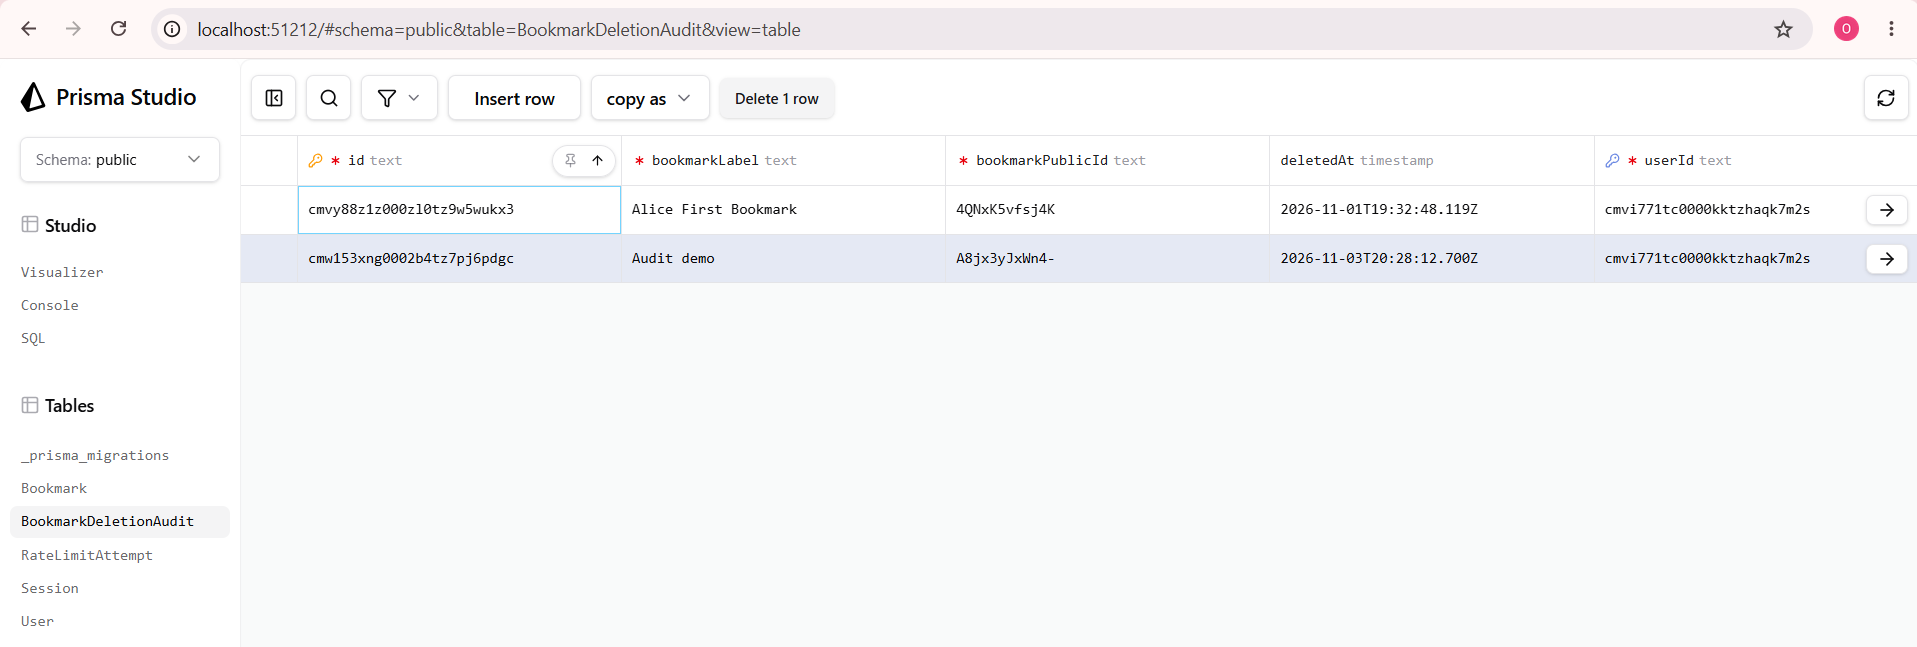 localhost:51212/#schema=public&table=BookmarkDeletionAudit&view=table
O
Prisma Studio
Insert row
copy as
Delete 1 row
Schema: public
* id text
* bookmarkLabel text
* bookmarkPublicId text
deletedAt timestamp
* userId text
cmvy88z1z000zl0tz9w5wukx3
Alice First Bookmark
4QNxK5vfsj4K
2026-11-01T19:32:48.119Z
cmvi771tc0000kktzhaqk7m2s
cmw153xng0002b4tz7pj6pdgc
Audit demo
A8jx3yJxWn4-
2026-11-03T20:28:12.700Z
cmvi771tc0000kktzhaqk7m2s
Studio
Visualizer
Console
SQL
Tables
_prisma_migrations
Bookmark
BookmarkDeletionAudit
RateLimitAttempt
Session
User